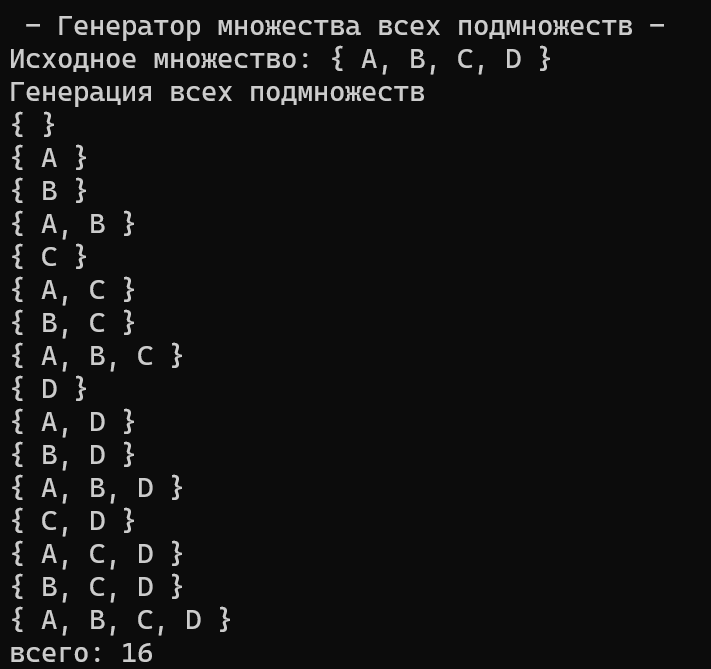 − Генератор множества всех подмножеств −
Исходное множество: { A, B, C, D }
Генерация всех подмножеств
{ }
{ A }
{ B }
{ A, B }
{ C }
{ A, C }
{ B, C }
{ A, B, C }
{ D }
{ A, D }
{ B, D }
{ A, B, D }
{ C, D }
{ A, C, D }
{ B, C, D }
{ A, B, C, D }
всего: 16